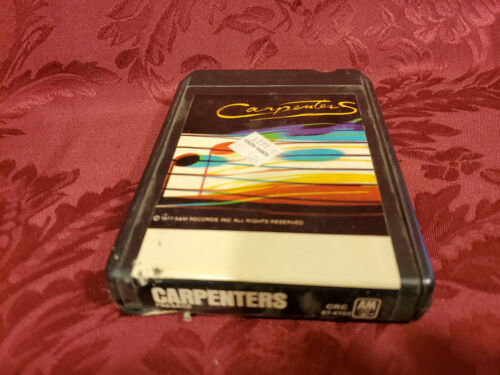 Carpenters
© 1977 A&M RECORDS INC ALL RIGHTS RESERVED
CARPENTERS
CRC
A&M